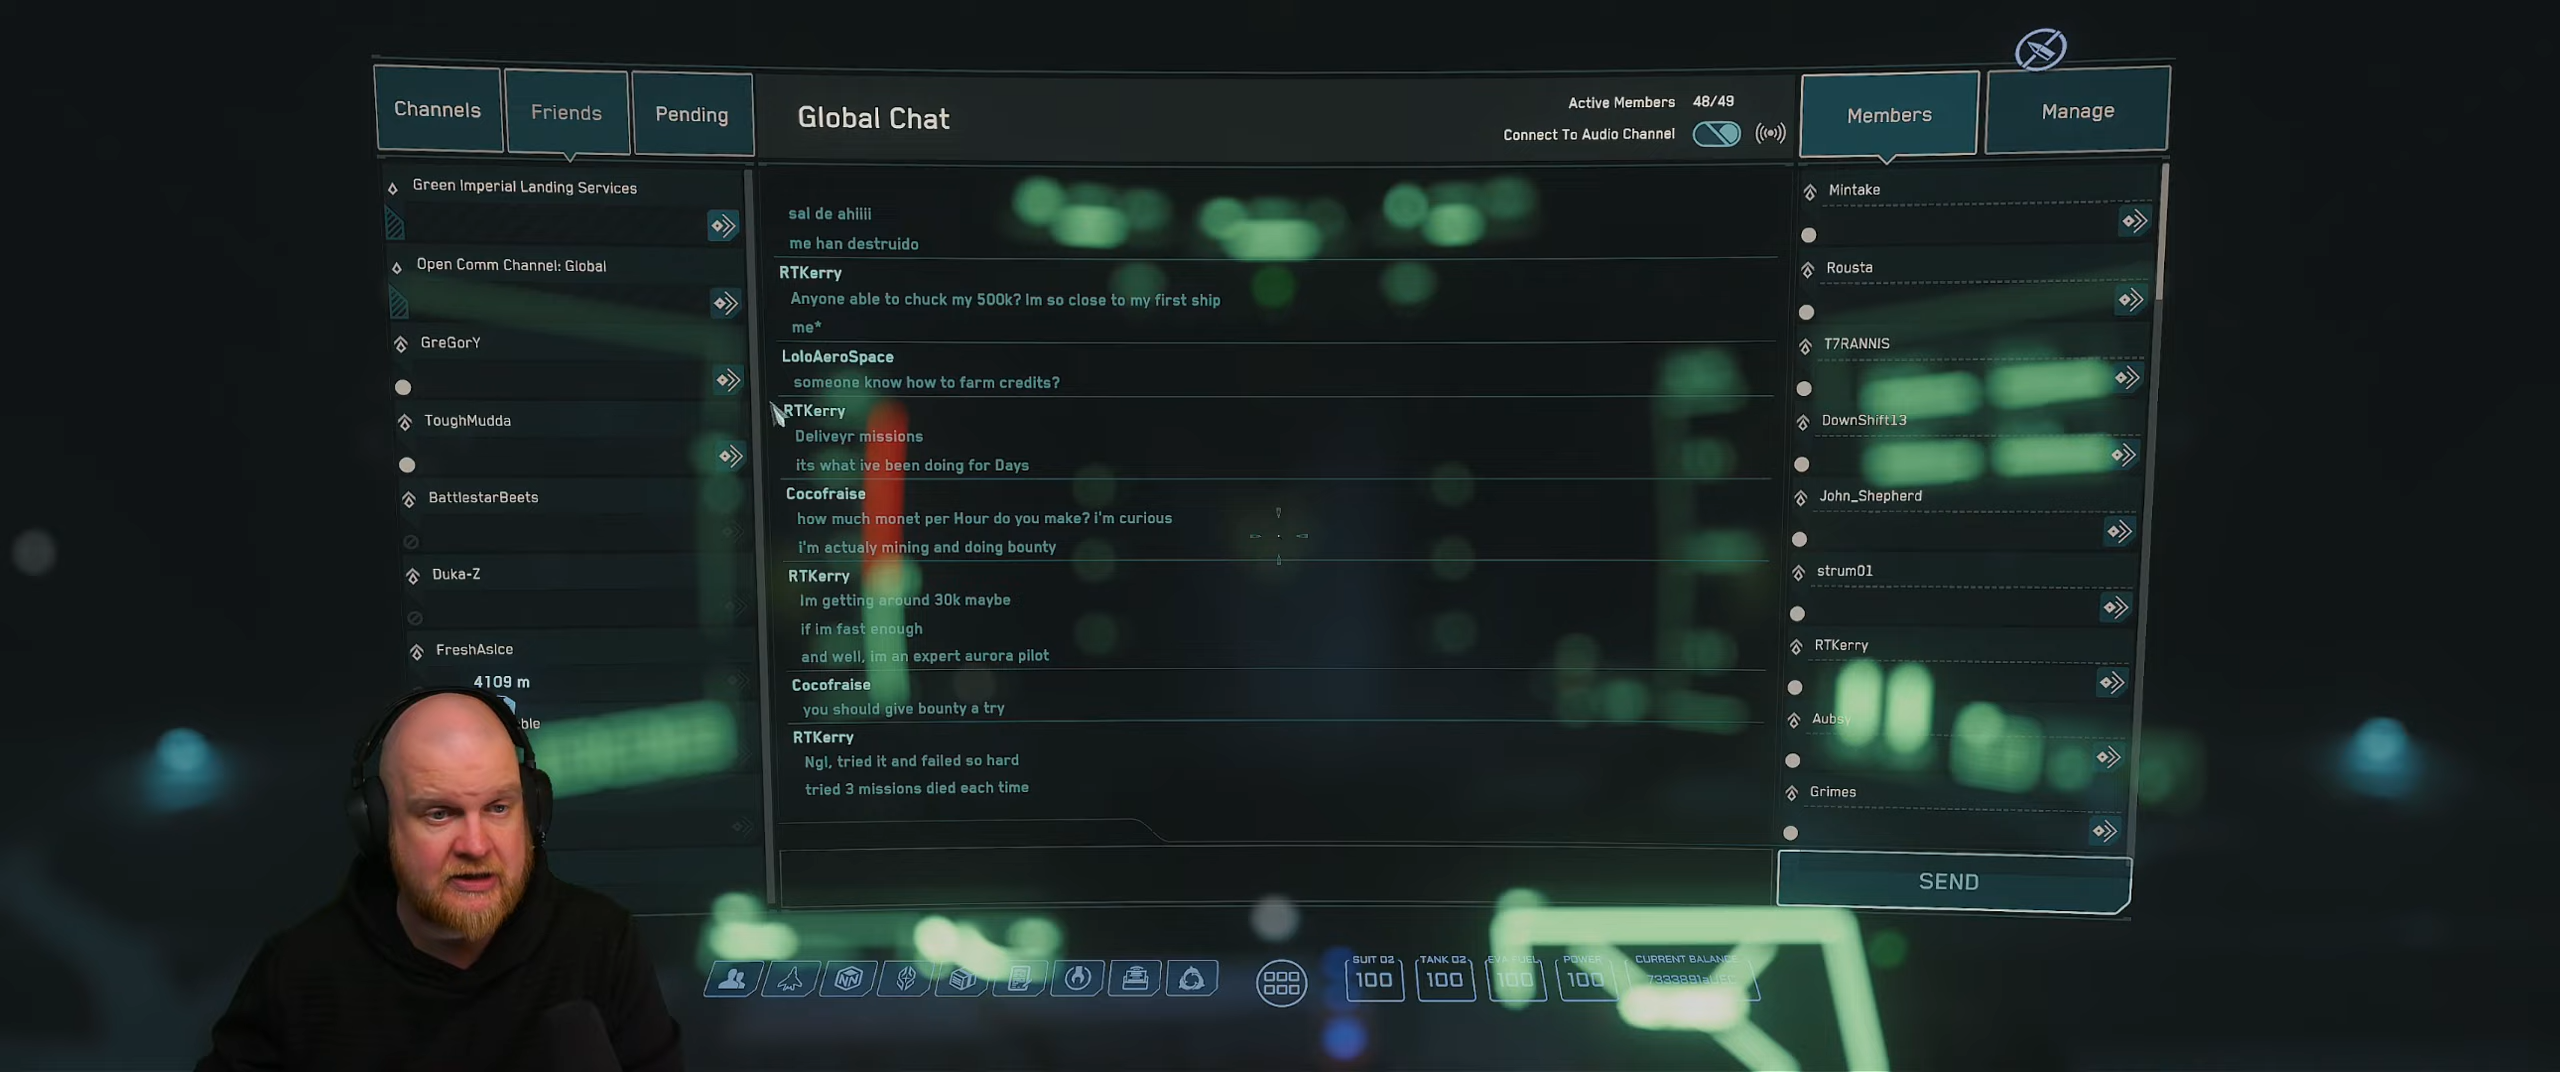 Channels
Friends
Pending
Global Chat
Active Members 48/49
Connect To Audio Channel
Members
Manage
Green Imperial Landing Services
Open Comm Channel: Global
GreGorY
ToughMudda
BattlestarBeets
Duka-Z
FreshAsIce
4109 m
sal de ahiiii
me han destruido
RTKerry
Anyone able to chuck my 500k? Im so close to my first ship
me*
LoloAeroSpace
someone know how to farm credits?
RTKerry
Deliveyr missions
its what ive been doing for Days
Cocofraise
how much monet per Hour do you make? i'm curious
i'm actualy mining and doing bounty
RTKerry
Im getting around 30k maybe
if im fast enough
and well, im an expert aurora pilot
Cocofraise
you should give bounty a try
RTKerry
Ngl, tried it and failed so hard
tried 3 missions died each time
Mintake
Rousta
T7RANNIS
DownShift13
John_Shepherd
strum01
RTKerry
Aubsy
Grimes
SEND
SUIT O2
100
TANK O2
100
EVA FUEL
100
POWER
100
CURRENT BALANCE